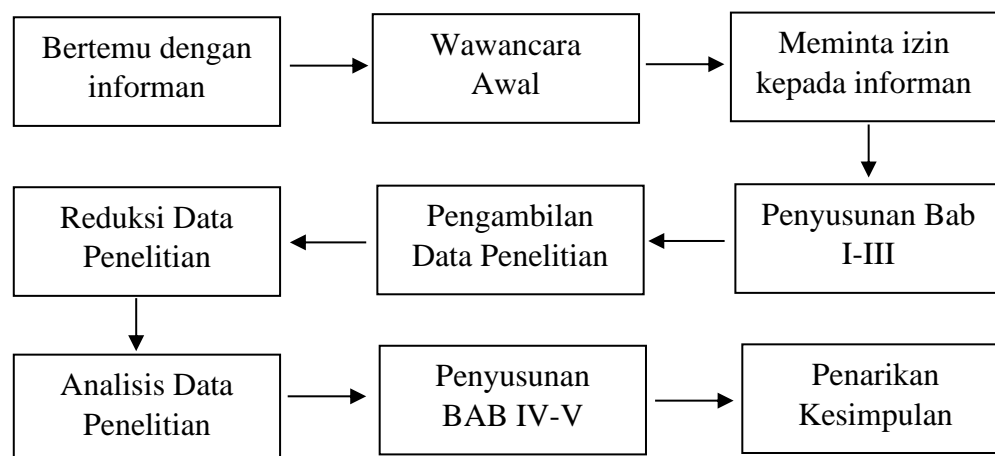 Bertemu dengan
informan
Wawancara
Awal
Meminta izin
kepada informan
Penyusunan Bab
I-III
Pengambilan
Data Penelitian
Reduksi Data
Penelitian
Analisis Data
Penelitian
Penyusunan
BAB IV-V
Penarikan
Kesimpulan